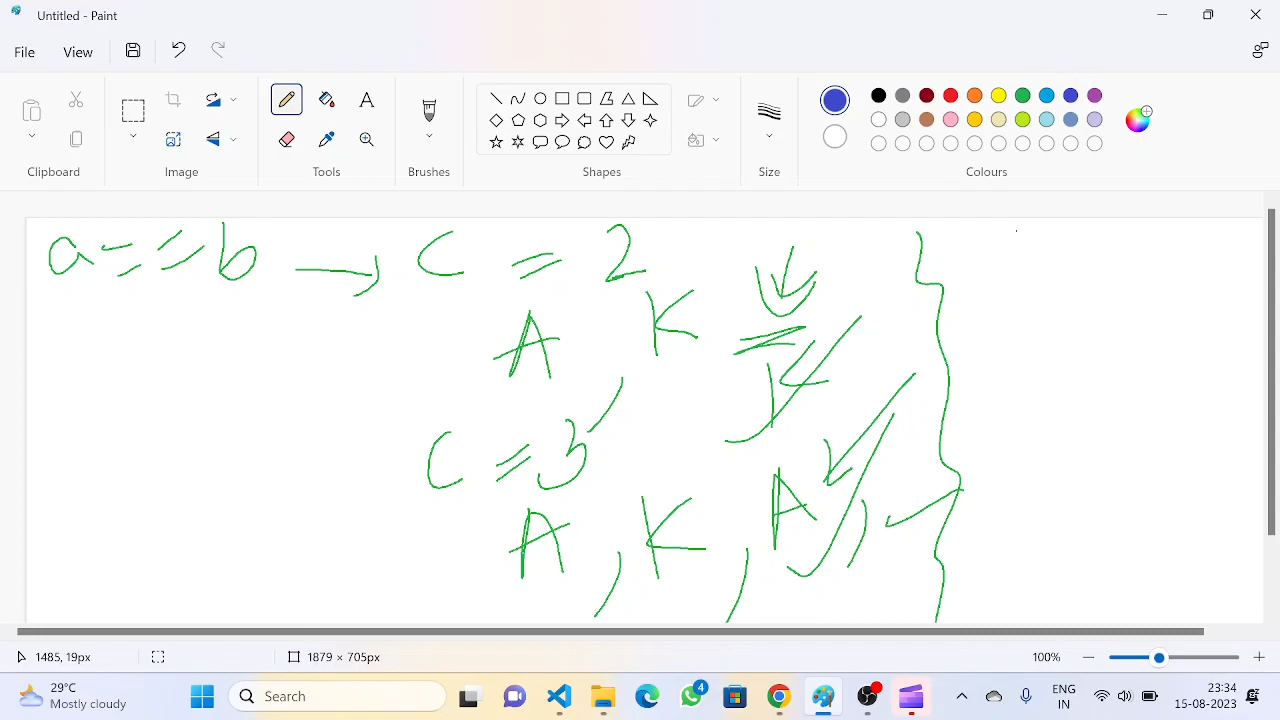 Untitled - Paint
File View
Clipboard Image Tools Brushes Shapes Size Colours
a == b → C = 2
A K
C = 3
A , K , A ,
1485, 19px 1879 × 705px 100%
29°C
Mostly cloudy
Search
4
ENG
IN
23:34
15-08-2023